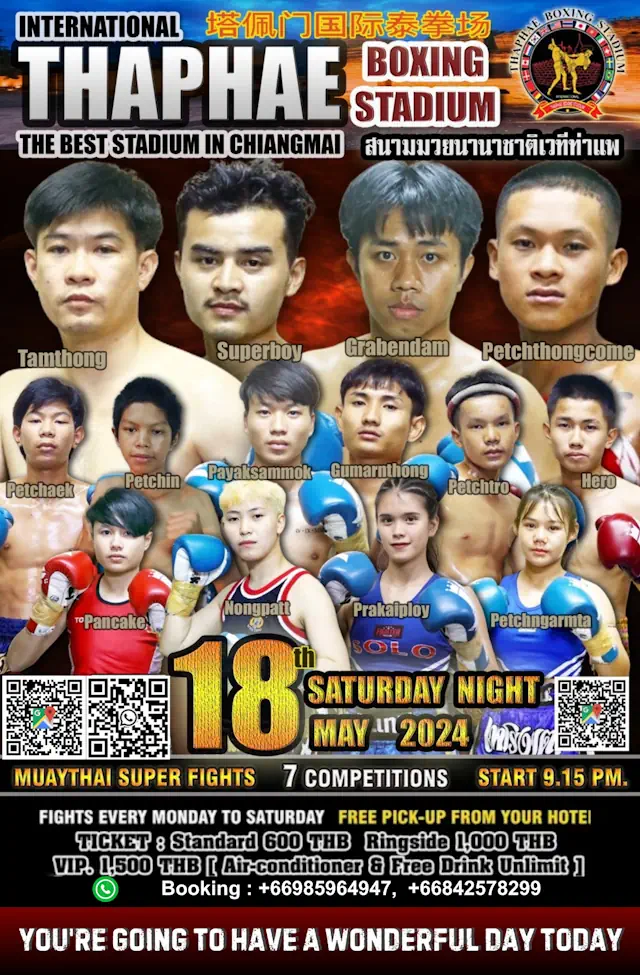 INTERNATIONAL
塔佩门国际泰拳场
THAPHAE
BOXING
STADIUM
THAPHAE BOXING STADIUM
THE BEST STADIUM IN CHIANGMAI
สนามมวยนานาชาติเวทีท่าแพ
Tamthong
Superboy
Grabendam
Petchthongcome
Petchaek
Petchin
Payaksammok
Gumarnthong
Petchtro
Hero
Pancake
Nongpatt
Prakaiploy
Petchngarmta
SOLO
18th
SATURDAY NIGHT
MAY 2024
MUAYTHAI SUPER FIGHTS
7 COMPETITIONS
START 9.15 PM.
FIGHTS EVERY MONDAY TO SATURDAY FREE PICK-UP FROM YOUR HOTEl
TICKET : Standard 600 THB Ringside 1,000 THB
VIP. 1,500 THB [ Air-conditioner & Free Drink Unlimit ]
Booking : +66985964947, +66842578299
YOU'RE GOING TO HAVE A WONDERFUL DAY TODAY